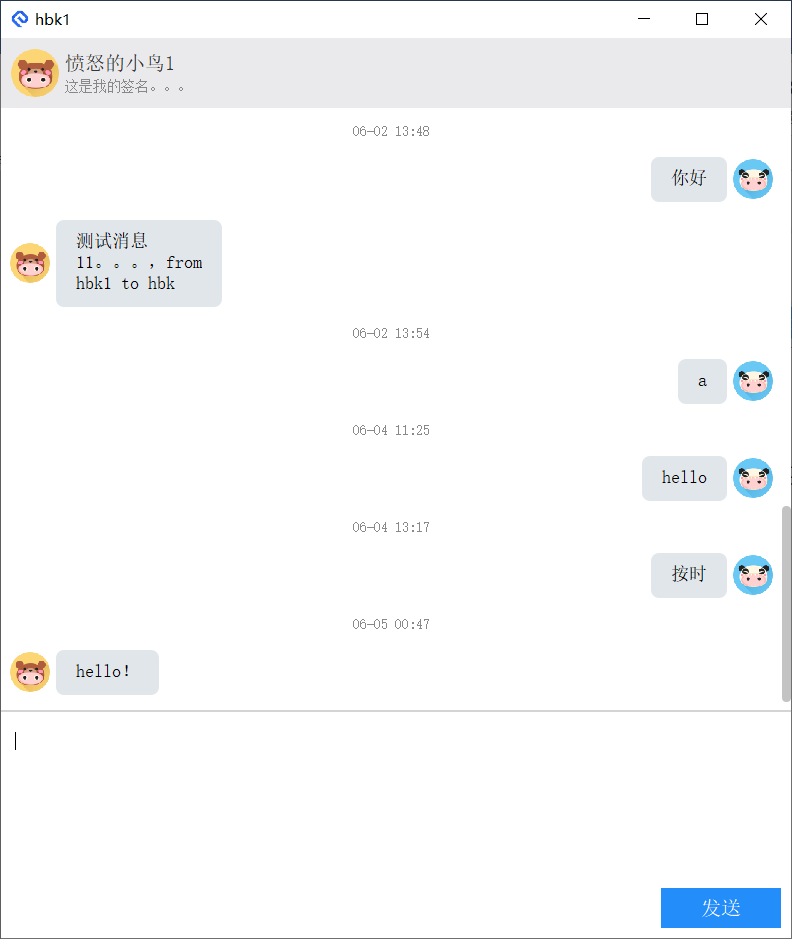 hbk1
愤怒的小鸟1
这是我的签名。。。
06-02 13:48
你好
测试消息
11。。。，from
hbk1 to hbk
06-02 13:54
a
06-04 11:25
hello
06-04 13:17
按时
06-05 00:47
hello!
发送